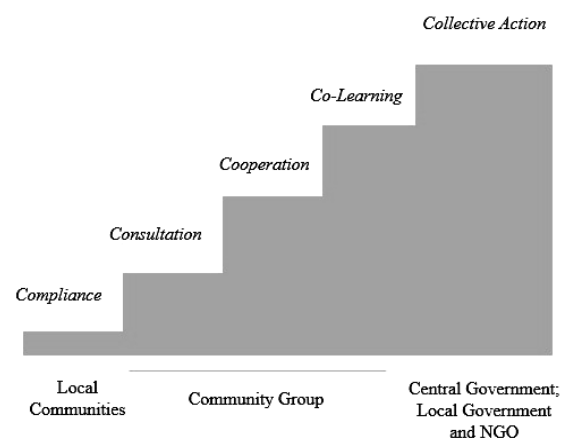 Collective Action
Co-Learning
Cooperation
Consultation
Compliance
Local
Communities
Community Group
Central Government;
Local Government
and NGO